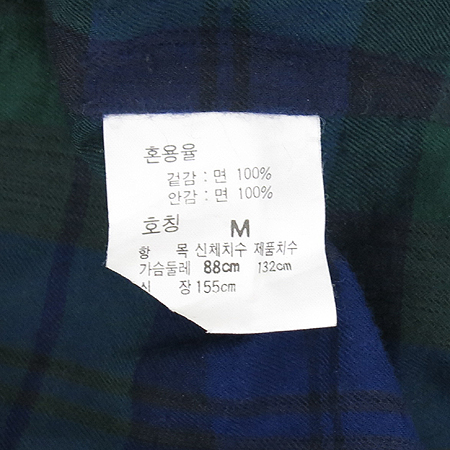 혼용율
겉감 : 면 100%
안감 : 면 100%
호칭 M
항 목 신체치수 제품치수
가슴둘레 88cm 132cm
신 장 155cm